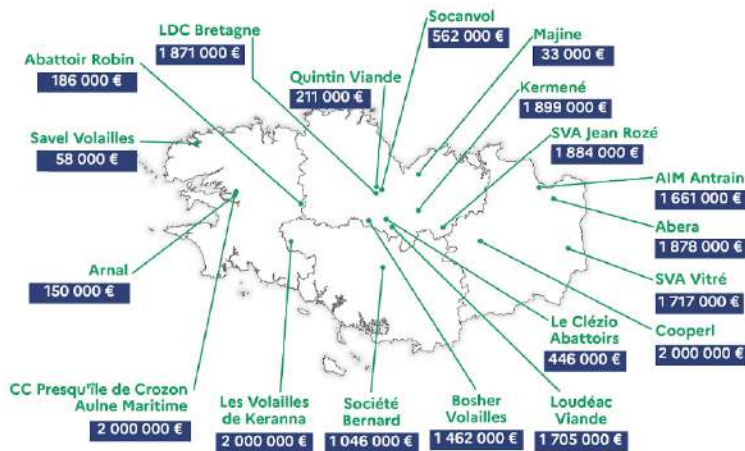 LDC Bretagne
1 871 000 €
Socanvol
562 000 €
Majine
33 000 €
Abattoir Robin
186 000 €
Quintin Viande
211 000 €
Kermené
1 899 000 €
Savel Volailles
58 000 €
SVA Jean Rozé
1 884 000 €
AIM Antrain
1 661 000 €
Abera
1 878 000 €
Arnal
150 000 €
SVA Vitré
1 717 000 €
Le Clézio
Abattoirs
446 000 €
Cooperl
2 000 000 €
CC Presqu'île de Crozon
Aulne Maritime
2 000 000 €
Les Volailles
de Keranna
2 000 000 €
Société
Bernard
1 046 000 €
Bosher
Volailles
1 462 000 €
Loudéac
Viande
1 705 000 €